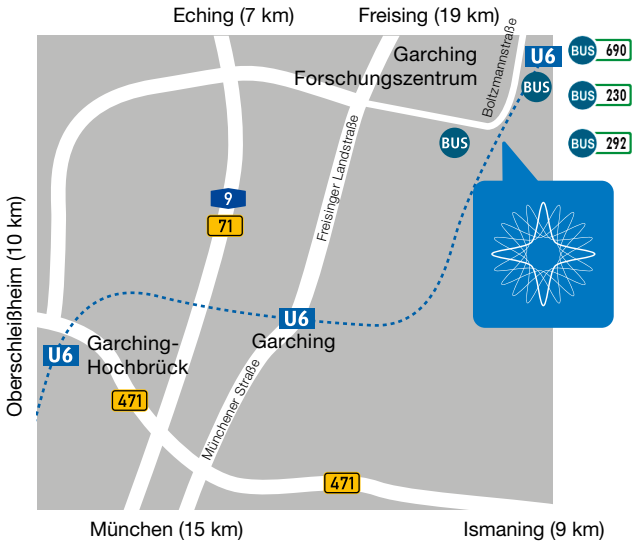 Eching (7 km)
Freising (19 km)
Garching
Forschungszentrum
Boltzmannstraße
U6
BUS 690
BUS
BUS 230
BUS
BUS 292
Freisinger Landstraße
9
71
Oberschleißheim (10 km)
U6
Garching
U6
Garching-
Hochbrück
Münchener Straße
471
471
München (15 km)
Ismaning (9 km)